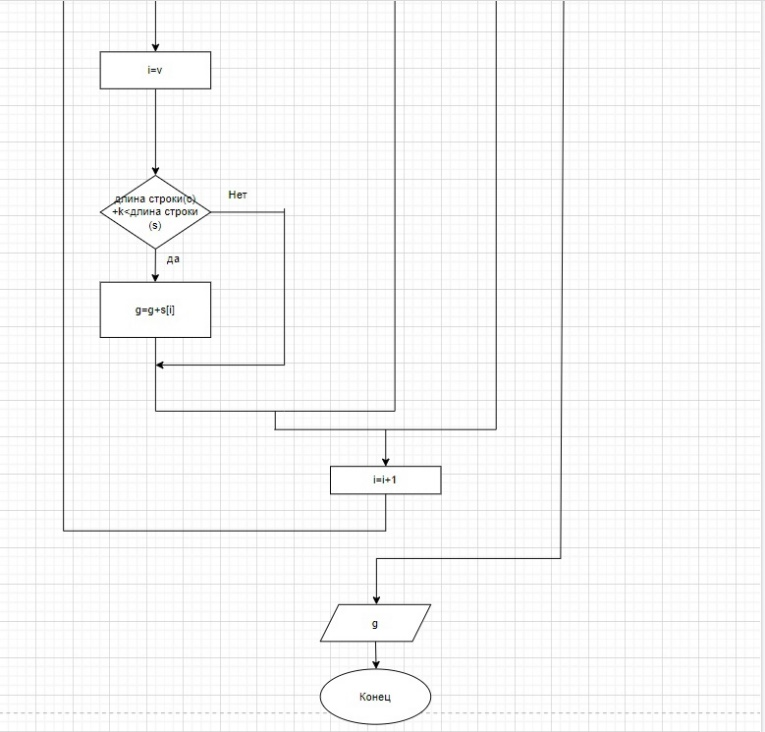 i=v
длина строки(c)
+k<длина строки
(s)
Нет
да
g=g+s[i]
i=i+1
g
Конец